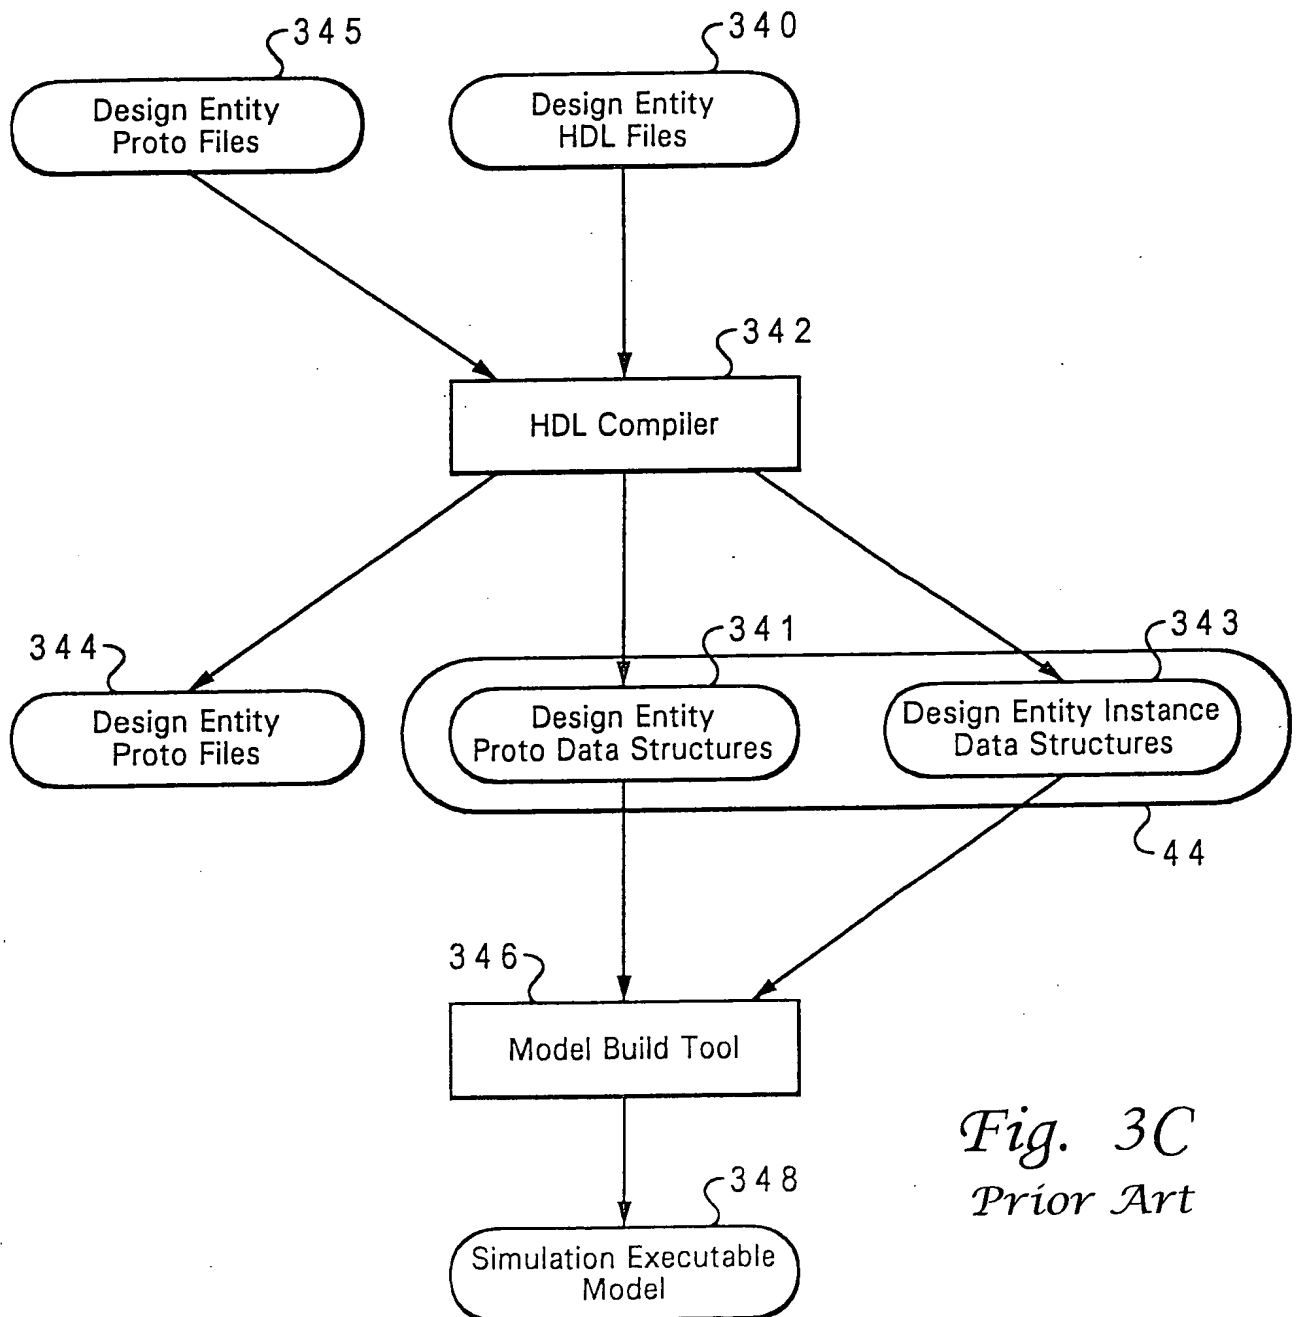 345
340
Design Entity
Proto Files
Design Entity
HDL Files
342
HDL Compiler
344
341
343
Design Entity
Proto Files
Design Entity
Proto Data Structures
Design Entity Instance
Data Structures
44
346
Model Build Tool
Fig. 3C
Prior Art
348
Simulation Executable
Model